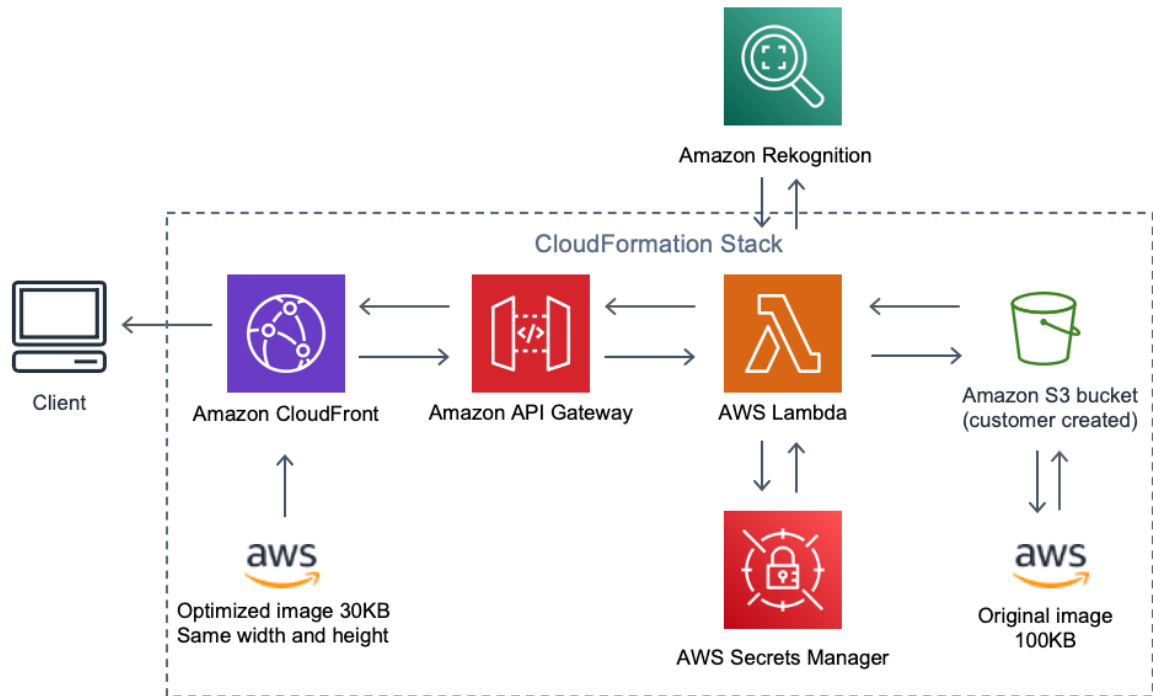 Amazon Rekognition
CloudFormation Stack
</>
Client
Amazon CloudFront
Amazon API Gateway
AWS Lambda
Amazon S3 bucket
(customer created)
aws
Optimized image 30KB
Same width and height
AWS Secrets Manager
aws
Original image
100KB